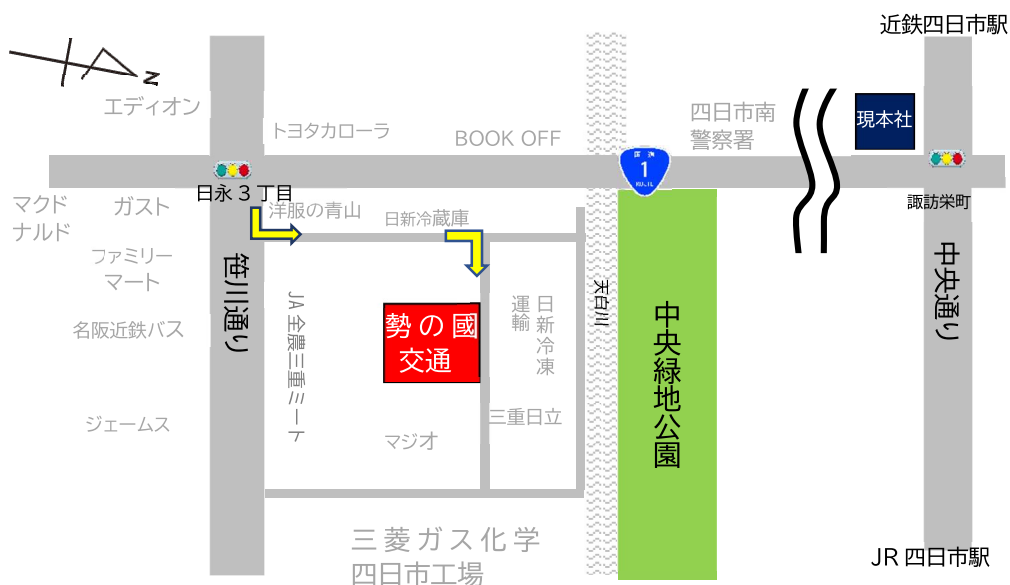 近鉄四日市駅
N
エディオン
トヨタカローラ
BOOK OFF
四日市南
警察署
現本社
国道
1
ROUTE
日永3丁目
諏訪栄町
マクド
ナルド
ガスト
洋服の青山
日新冷蔵庫
ファミリー
マート
笹川通り
中央通り
JA全農三重ミート
勢の國
交通
日新冷凍
運輸
天白川
中央緑地公園
名阪近鉄バス
ジェームス
マジオ
三重日立
三菱ガス化学
四日市工場
JR四日市駅